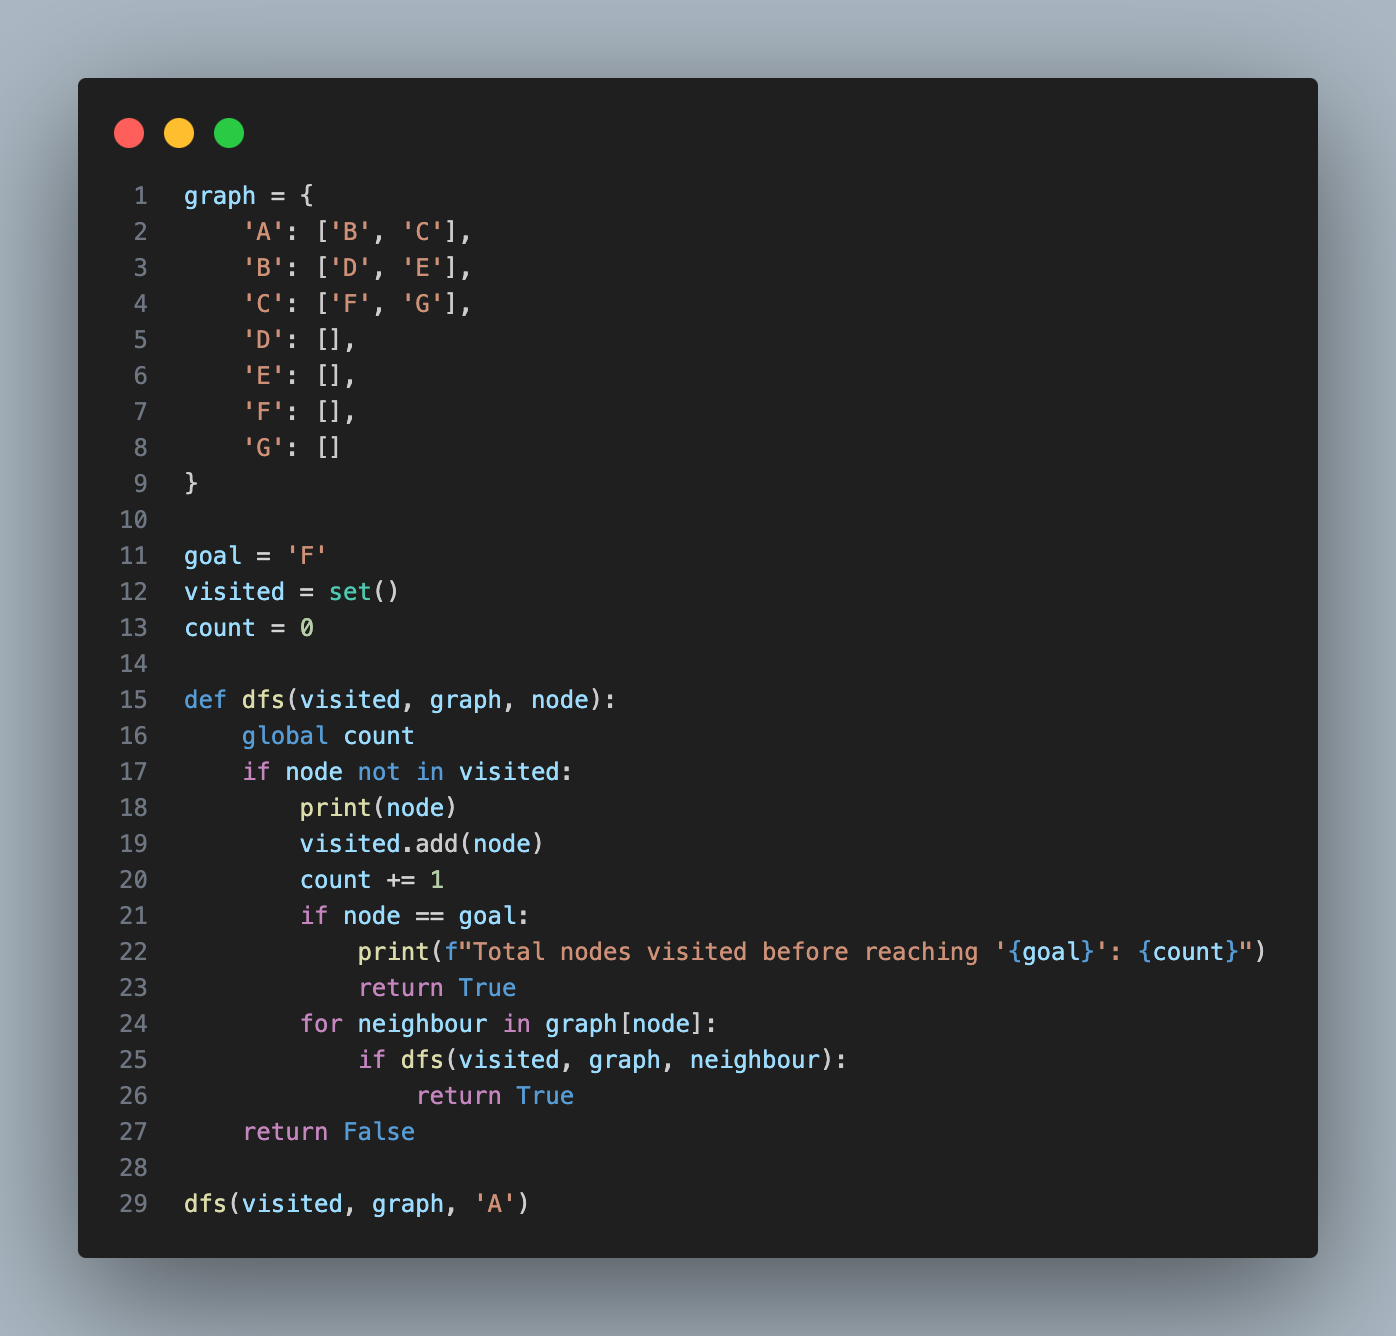 1 graph = {
2     'A': ['B', 'C'],
3     'B': ['D', 'E'],
4     'C': ['F', 'G'],
5     'D': [],
6     'E': [],
7     'F': [],
8     'G': []
9 }
10
11 goal = 'F'
12 visited = set()
13 count = 0
14
15 def dfs(visited, graph, node):
16     global count
17     if node not in visited:
18         print(node)
19         visited.add(node)
20         count += 1
21         if node == goal:
22             print(f"Total nodes visited before reaching '{goal}': {count}")
23             return True
24         for neighbour in graph[node]:
25             if dfs(visited, graph, neighbour):
26                 return True
27     return False
28
29 dfs(visited, graph, 'A')